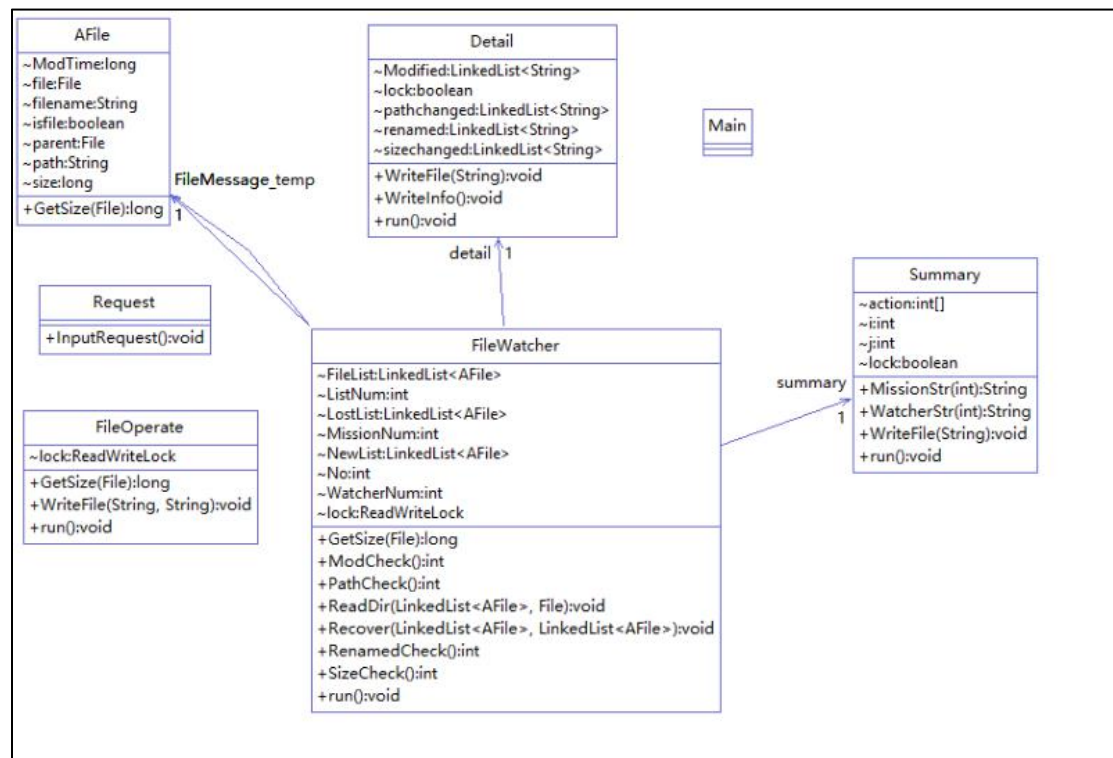 AFile
~ModTime:long
~file:File
~filename:String
~isfile:boolean
~parent:File
~path:String
~size:long
+GetSize(File):long
FileMessage_temp
1
Detail
~Modified:LinkedList<String>
~lock:boolean
~pathchanged:LinkedList<String>
~renamed:LinkedList<String>
~sizechanged:LinkedList<String>
+WriteFile(String):void
+WriteInfo():void
+run():void
detail 1
Main
Request
+InputRequest():void
FileOperate
~lock:ReadWriteLock
+GetSize(File):long
+WriteFile(String, String):void
+run():void
FileWatcher
~FileList:LinkedList<AFile>
~ListNum:int
~LostList:LinkedList<AFile>
~MissionNum:int
~NewList:LinkedList<AFile>
~No:int
~WatcherNum:int
~lock:ReadWriteLock
+GetSize(File):long
+ModCheck():int
+PathCheck():int
+ReadDir(LinkedList<AFile>, File):void
+Recover(LinkedList<AFile>, LinkedList<AFile>):void
+RenamedCheck():int
+SizeCheck():int
+run():void
summary
1
Summary
~action:int[]
~i:int
~j:int
~lock:boolean
+MissionStr(int):String
+WatcherStr(int):String
+WriteFile(String):void
+run():void